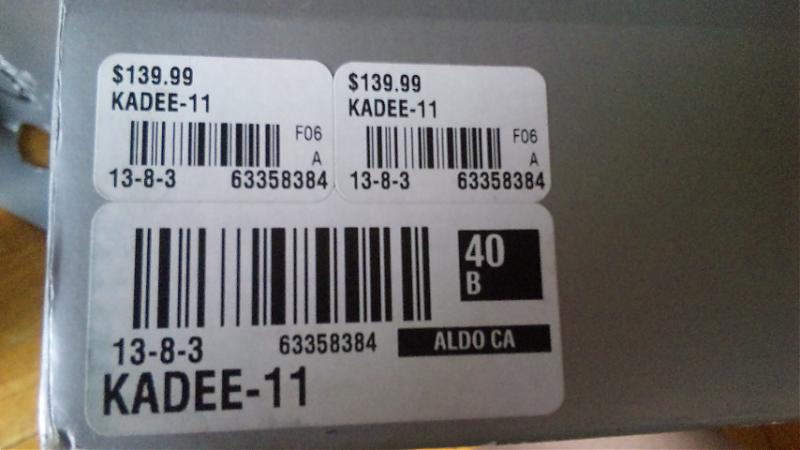 $139.99
KADEE-11
F06
A
13-8-3 63358384
$139.99
KADEE-11
F06
A
13-8-3 63358384
40
B
13-8-3 63358384 ALDO CA
KADEE-11